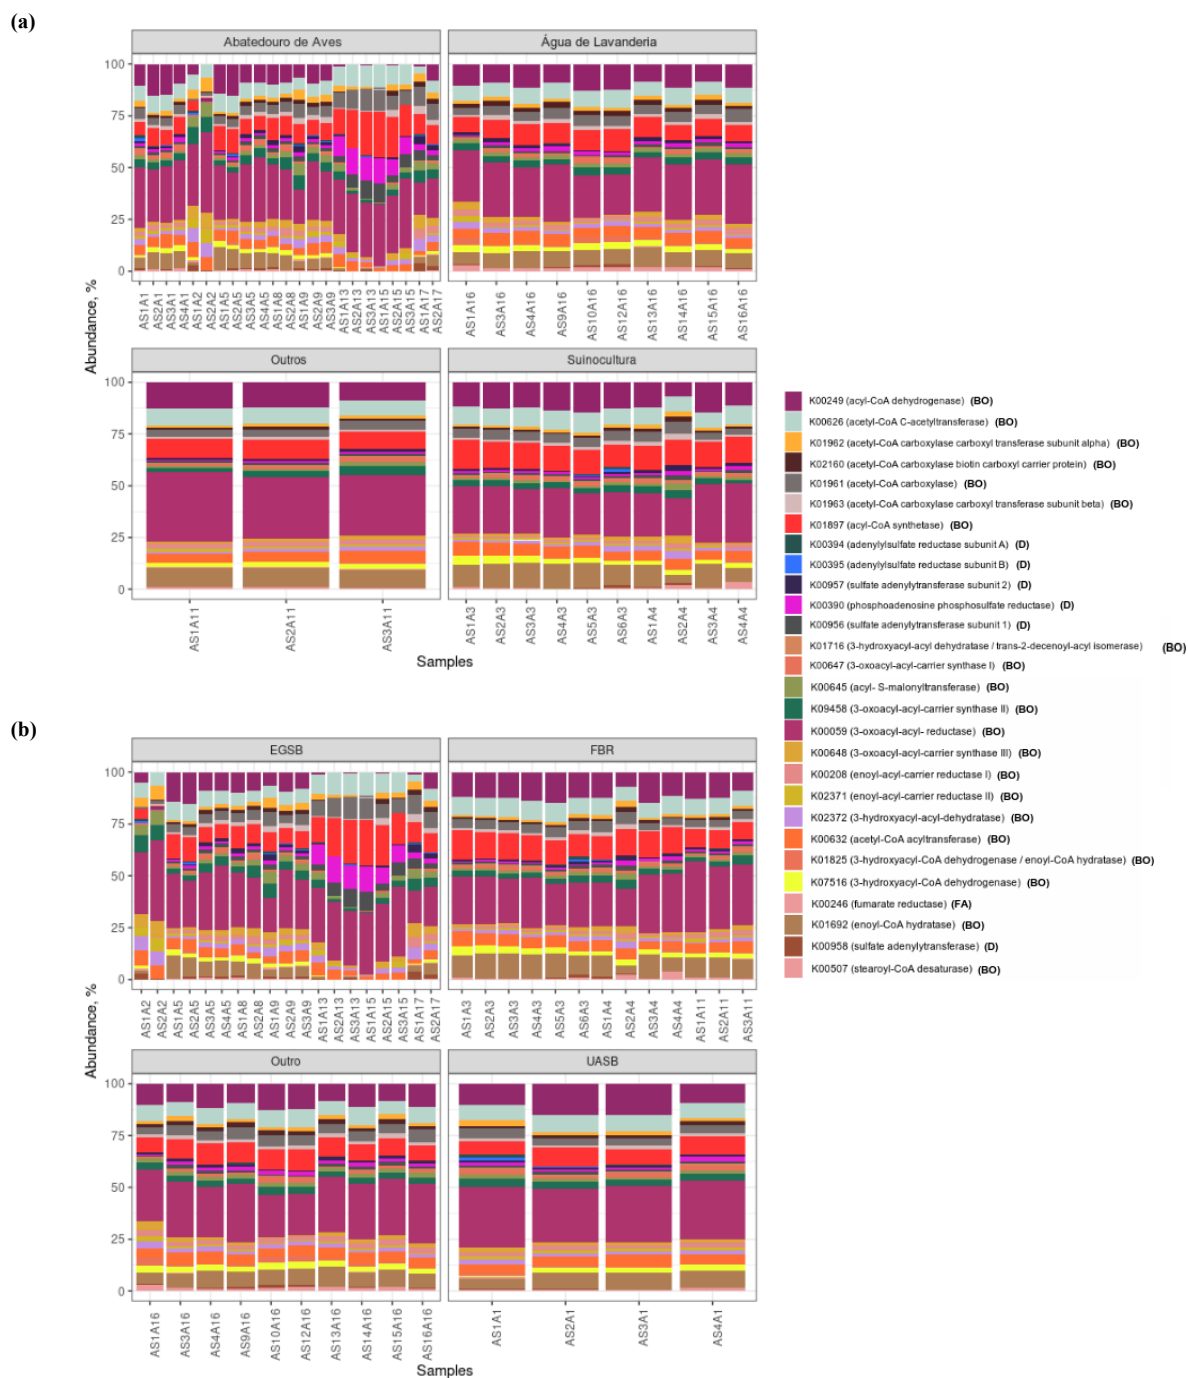 (a)
Abatedouro de Aves
Água de Lavanderia
100
75
50
25
0
AS1A1
AS2A1
AS3A1
AS4A1
AS1A2
AS2A2
AS1A5
AS2A5
AS3A5
AS4A5
AS1A8
AS2A8
AS1A9
AS2A9
AS3A9
AS1A13
AS2A13
AS3A13
AS1A15
AS2A15
AS3A15
AS1A17
AS2A17
AS1A16
AS3A16
AS4A16
AS9A16
AS10A16
AS12A16
AS13A16
AS14A16
AS15A16
AS16A16
Abundance, %
Outros
Suinocultura
100
75
50
25
0
AS1A11
AS2A11
AS3A11
AS1A3
AS2A3
AS3A3
AS4A3
AS5A3
AS6A3
AS1A4
AS2A4
AS3A4
AS4A4
Samples
K00249 (acyl-CoA dehydrogenase) (BO)
K00626 (acetyl-CoA C-acetyltransferase) (BO)
K01962 (acetyl-CoA carboxylase carboxyl transferase subunit alpha) (BO)
K02160 (acetyl-CoA carboxylase biotin carboxyl carrier protein) (BO)
K01961 (acetyl-CoA carboxylase) (BO)
K01963 (acetyl-CoA carboxylase carboxyl transferase subunit beta) (BO)
K01897 (acyl-CoA synthetase) (BO)
K00394 (adenylylsulfate reductase subunit A) (D)
K00395 (adenylylsulfate reductase subunit B) (D)
K00957 (sulfate adenylyltransferase subunit 2) (D)
K00390 (phosphoadenosine phosphosulfate reductase) (D)
K00956 (sulfate adenylyltransferase subunit 1) (D)
K01716 (3-hydroxyacyl-acyl dehydratase / trans-2-decenoyl-acyl isomerase) (BO)
K00647 (3-oxoacyl-acyl-carrier synthase I) (BO)
K00645 (acyl- S-malonyltransferase) (BO)
K09458 (3-oxoacyl-acyl-carrier synthase II) (BO)
K00059 (3-oxoacyl-acyl- reductase) (BO)
K00648 (3-oxoacyl-acyl-carrier synthase III) (BO)
K00208 (enoyl-acyl-carrier reductase I) (BO)
K02371 (enoyl-acyl-carrier reductase II) (BO)
K02372 (3-hydroxyacyl-acyl-dehydratase) (BO)
K00632 (acetyl-CoA acyltransferase) (BO)
K01825 (3-hydroxyacyl-CoA dehydrogenase / enoyl-CoA hydratase) (BO)
K07516 (3-hydroxyacyl-CoA dehydrogenase) (BO)
K00246 (fumarate reductase) (FA)
K01692 (enoyl-CoA hydratase) (BO)
K00958 (sulfate adenylyltransferase) (D)
K00507 (stearoyl-CoA desaturase) (BO)
(b)
EGSB
FBR
100
75
50
25
0
AS1A2
AS2A2
AS1A5
AS2A5
AS3A5
AS4A5
AS1A8
AS2A8
AS1A9
AS2A9
AS3A9
AS1A13
AS2A13
AS3A13
AS1A15
AS2A15
AS3A15
AS1A17
AS2A17
AS1A3
AS2A3
AS3A3
AS4A3
AS5A3
AS6A3
AS1A4
AS2A4
AS3A4
AS4A4
AS1A11
AS2A11
AS3A11
Abundance, %
Outro
UASB
100
75
50
25
0
AS1A16
AS3A16
AS4A16
AS9A16
AS10A16
AS12A16
AS13A16
AS14A16
AS15A16
AS16A16
AS1A1
AS2A1
AS3A1
AS4A1
Samples